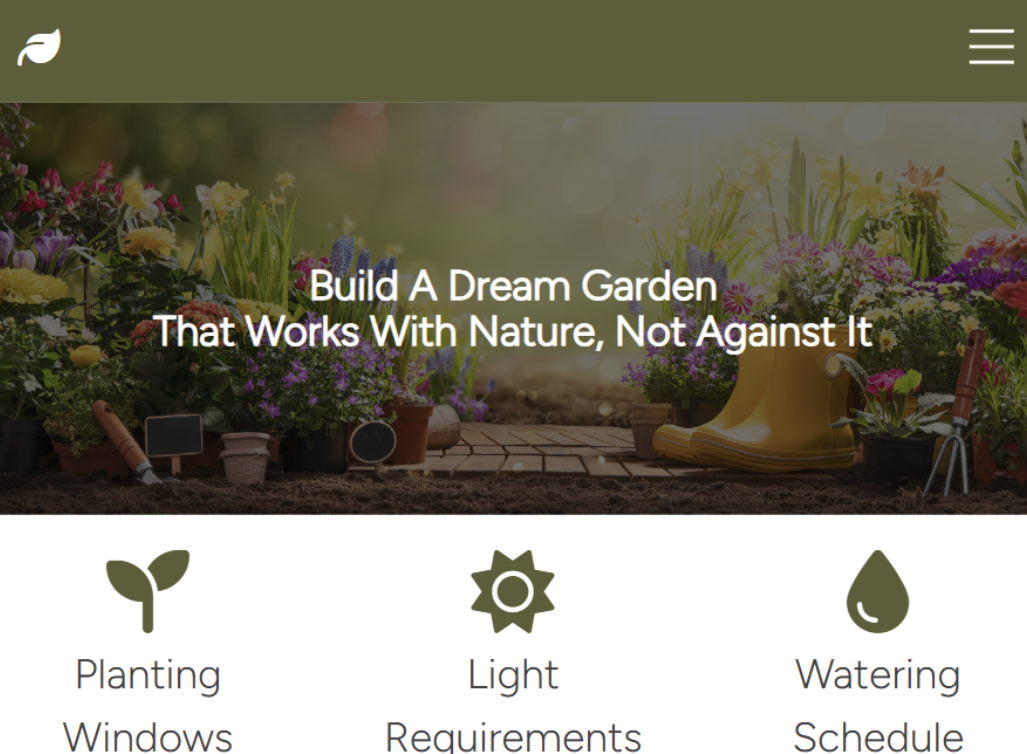 Build A Dream Garden
That Works With Nature, Not Against It
Planting
Windows
Light
Requirements
Watering
Schedule